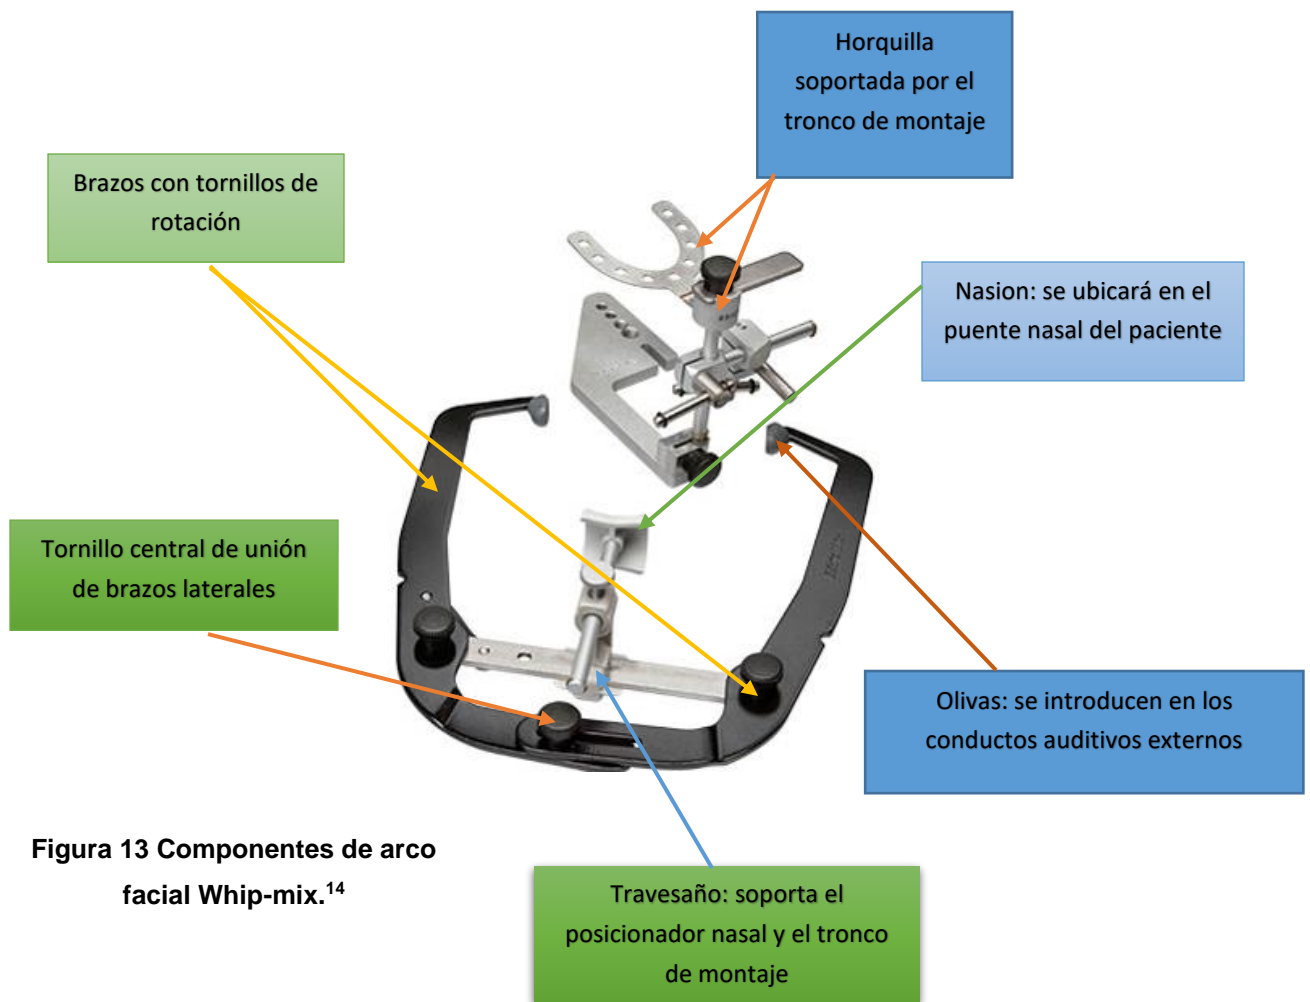 Horquilla
soportada por el
tronco de montaje
Brazos con tornillos de
rotación
Nasion: se ubicará en el
puente nasal del paciente
Tornillo central de unión
de brazos laterales
Olivas: se introducen en los
conductos auditivos externos
Figura 13 Componentes de arco
facial Whip-mix.¹⁴
Travesaño: soporta el
posicionador nasal y el tronco
de montaje